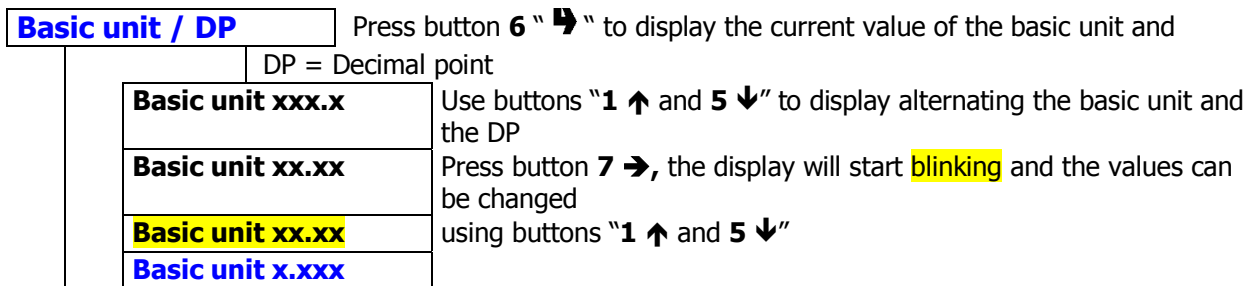 Basic unit / DP Press button 6 “ ↳ “ to display the current value of the basic unit and
DP = Decimal point
Basic unit xxx.x Use buttons “1 ↑ and 5 ↓” to display alternating the basic unit and
the DP
Basic unit xx.xx Press button 7 ➔, the display will start blinking and the values can
be changed
Basic unit xx.xx using buttons “1 ↑ and 5 ↓”
Basic unit x.xxx